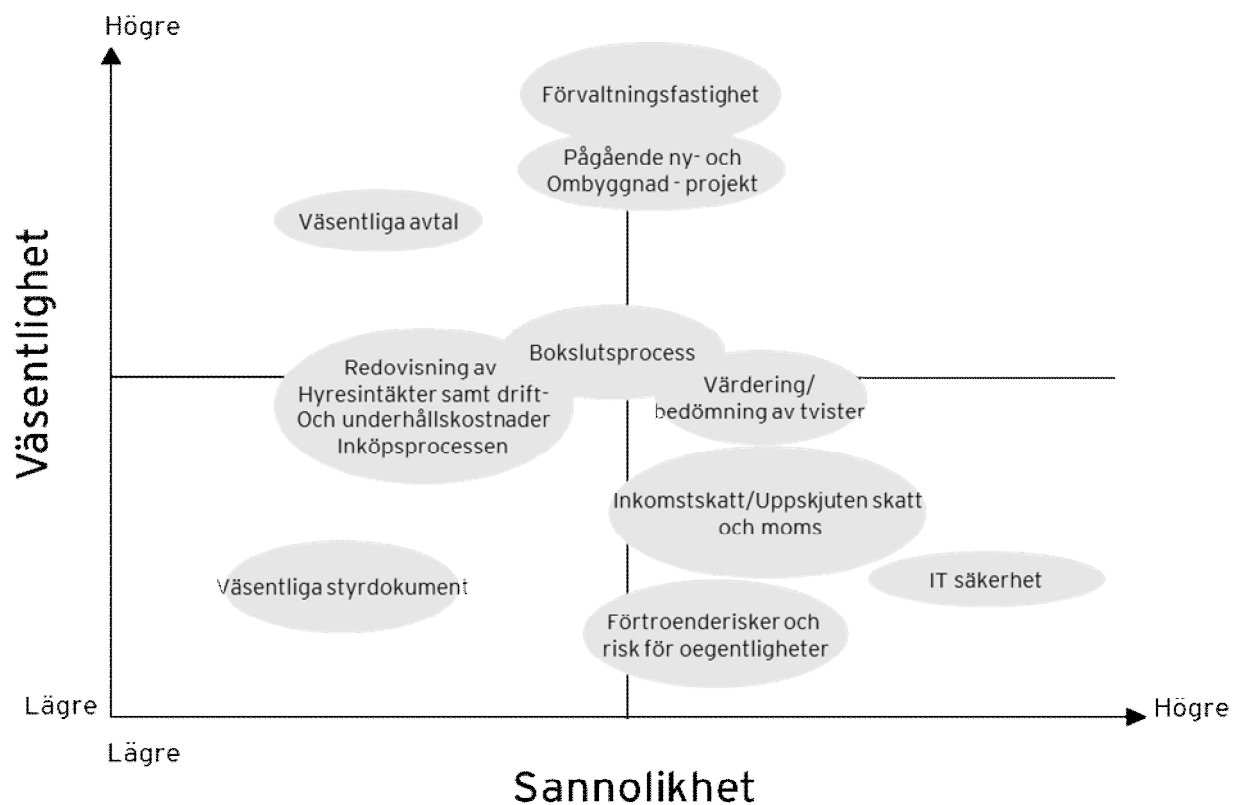 Högre
Förvaltningsfastighet
Pågående ny- och
Ombyggnad - projekt
Väsentliga avtal
Väsentlighet
Bokslutsprocess
Redovisning av
Hyresintäkter samt drift-
Och underhållskostnader
Inköpsprocessen
Värdering/
bedömning av tvister
Inkomstskatt/Uppskjuten skatt
och moms
IT säkerhet
Väsentliga styrdokument
Förtroenderisker och
risk för oegentligheter
Lägre
Högre
Lägre
Sannolikhet